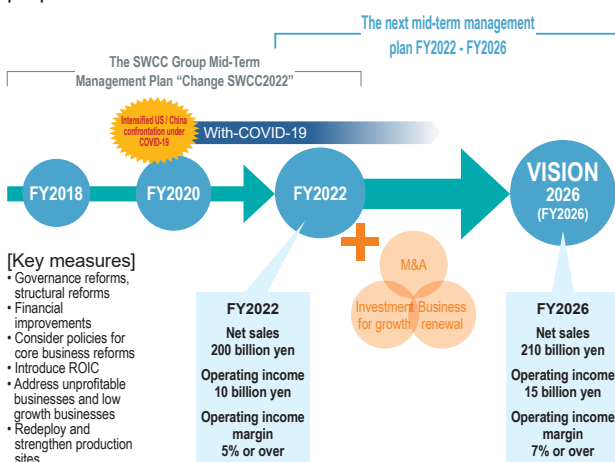 The next mid-term management
plan FY2022 - FY2026
The SWCC Group Mid-Term
Management Plan “Change SWCC2022”
Intensified US / China
confrontation under
COVID-19
With-COVID-19
FY2018
FY2020
FY2022
VISION
2026
(FY2026)
[Key measures]
• Governance reforms,
structural reforms
• Financial
improvements
• Consider policies for
core business reforms
• Introduce ROIC
• Address unprofitable
businesses and low
growth businesses
• Redeploy and
strengthen production
sites
M&A
Investment
for growth
Business
renewal
FY2022
Net sales
200 billion yen
Operating income
10 billion yen
Operating income
margin
5% or over
FY2026
Net sales
210 billion yen
Operating income
15 billion yen
Operating income
margin
7% or over